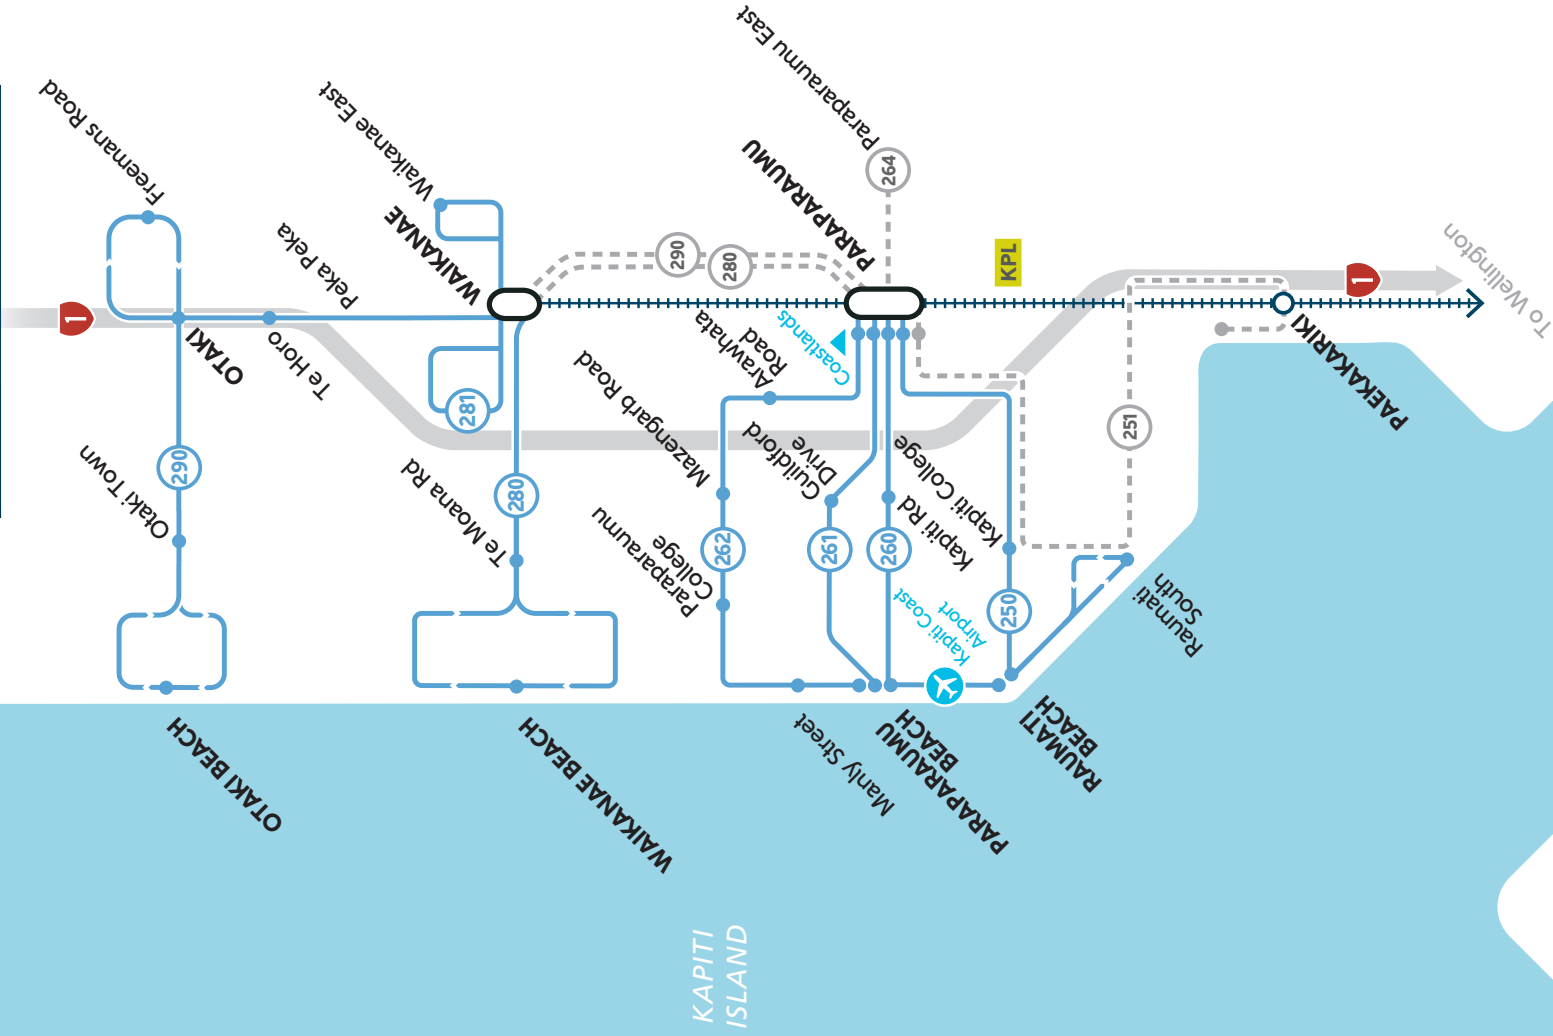 Freemans Road
Waikanae East
Paraparaumu East
264
PARAPARAUMU
WAIKANAE
Peka Peka
290
280
KPL
To Wellington
1
1
OTAKI
Te Horo
Arawhata
Road
Coastlands
PAEKAKARIKI
281
Mazengarb Road
Guildford
Drive
Kapiti College
251
Otaki Town
290
Te Moana Rd
280
Paraparaumu
College
262
261
260
Kapiti Rd
250
Kapiti Coast
Airport
Raumati
South
OTAKI BEACH
WAIKANAE BEACH
Manly Street
PARAPARAUMU
BEACH
RAUMATI
BEACH
KAPITI
ISLAND